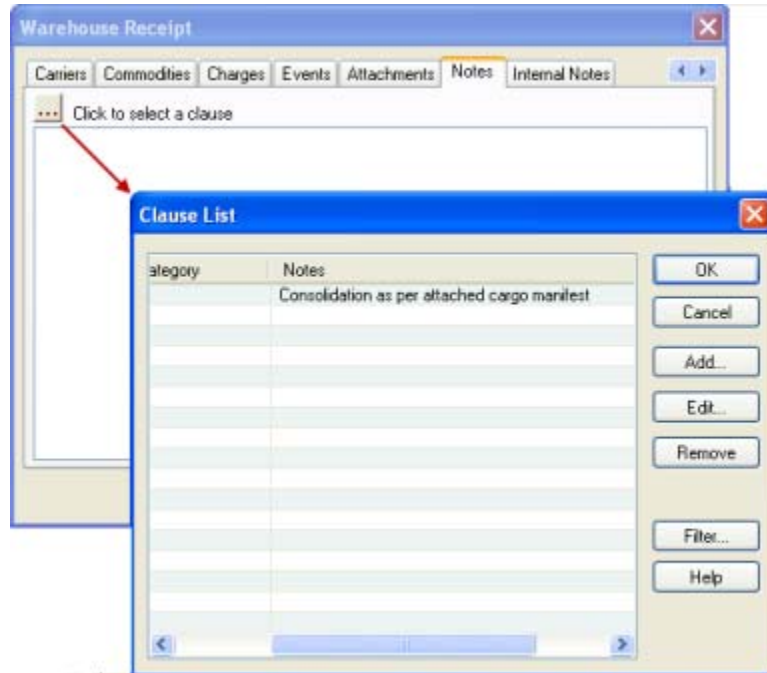 Warehouse Receipt
Carriers Commodities Charges Events Attachments Notes Internal Notes
... Click to select a clause
Clause List
ategory Notes
Consolidation as per attached cargo manifest
OK
Cancel
Add...
Edit...
Remove
Filter...
Help